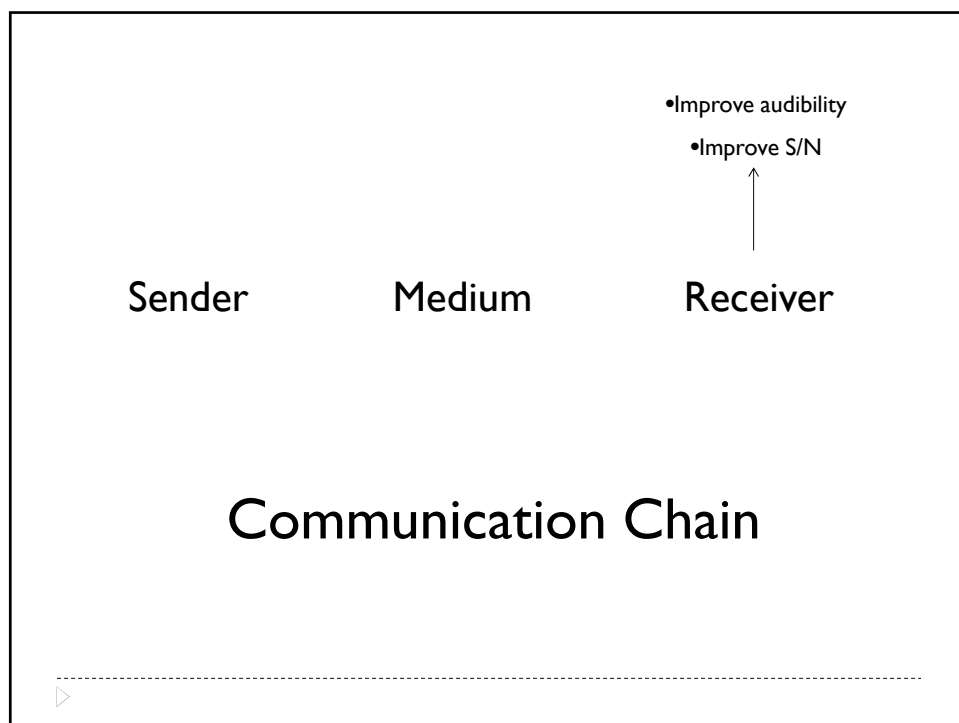 •Improve audibility
•Improve S/N
Sender Medium Receiver
Communication Chain